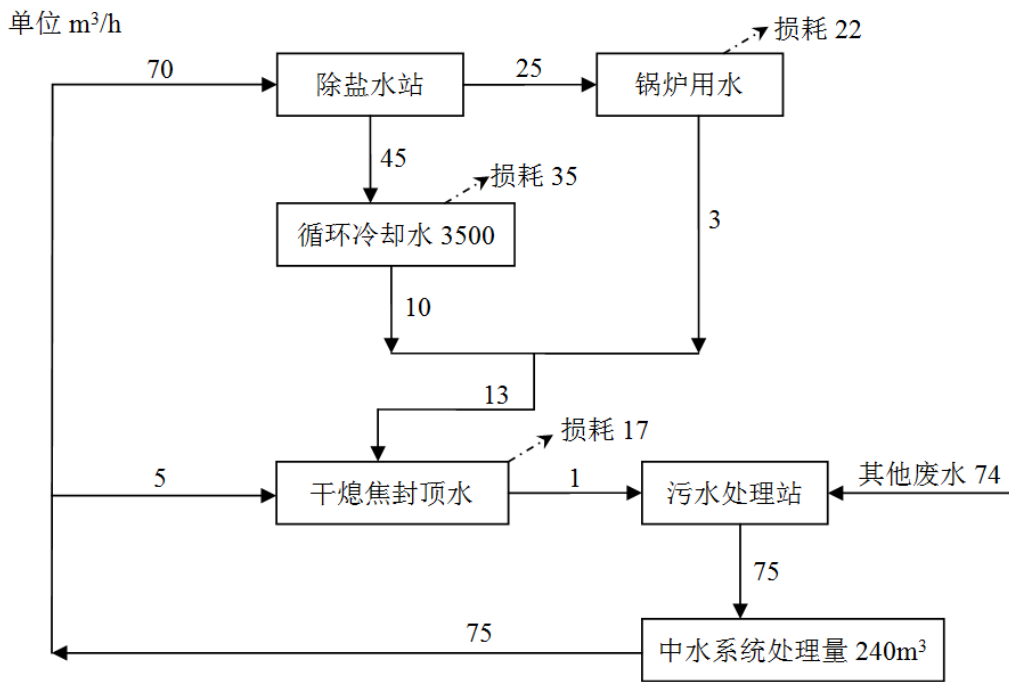 单位 m³/h
损耗 22
70
除盐水站
25
锅炉用水
45
损耗 35
循环冷却水 3500
3
10
13
损耗 17
5
干熄焦封顶水
1
污水处理站
其他废水 74
75
75
中水系统处理量 240m³